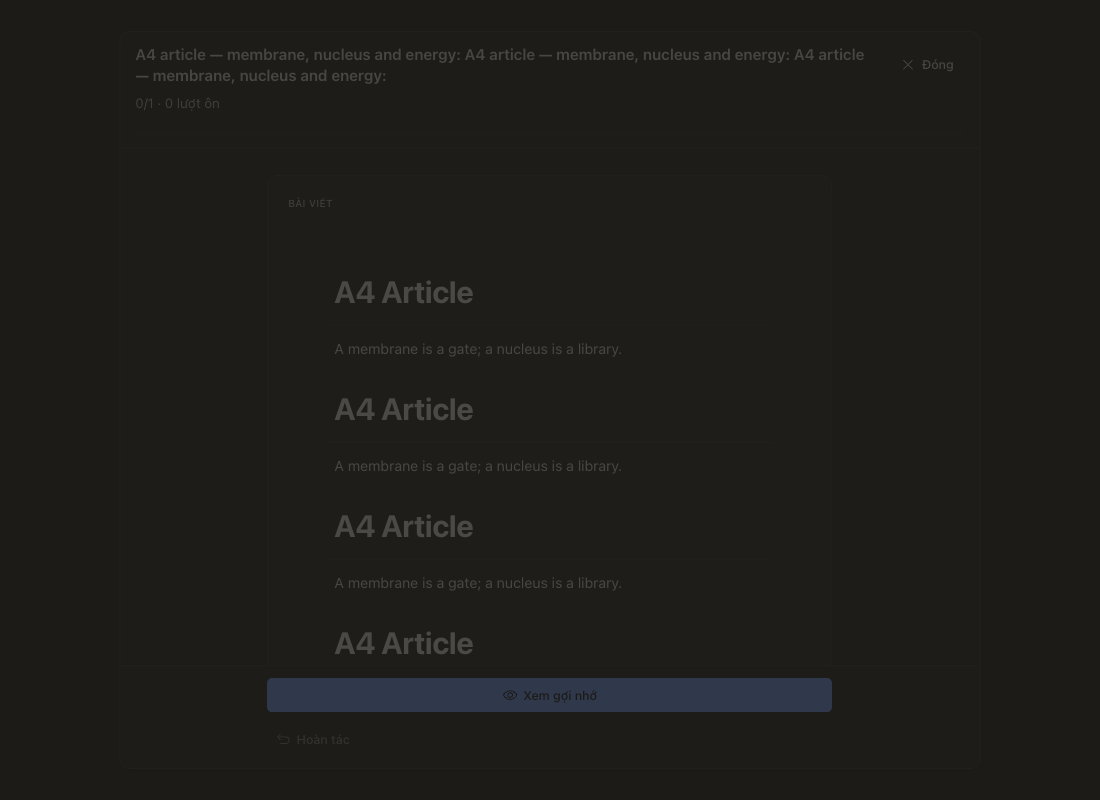 A4 article — membrane, nucleus and energy: A4 article — membrane, nucleus and energy: A4 article
— membrane, nucleus and energy:
Đóng
0/1 · 0 lượt ôn
BÀI VIẾT
A4 Article
A membrane is a gate; a nucleus is a library.
A4 Article
A membrane is a gate; a nucleus is a library.
A4 Article
A membrane is a gate; a nucleus is a library.
A4 Article
Xem gợi nhớ
Hoàn tác